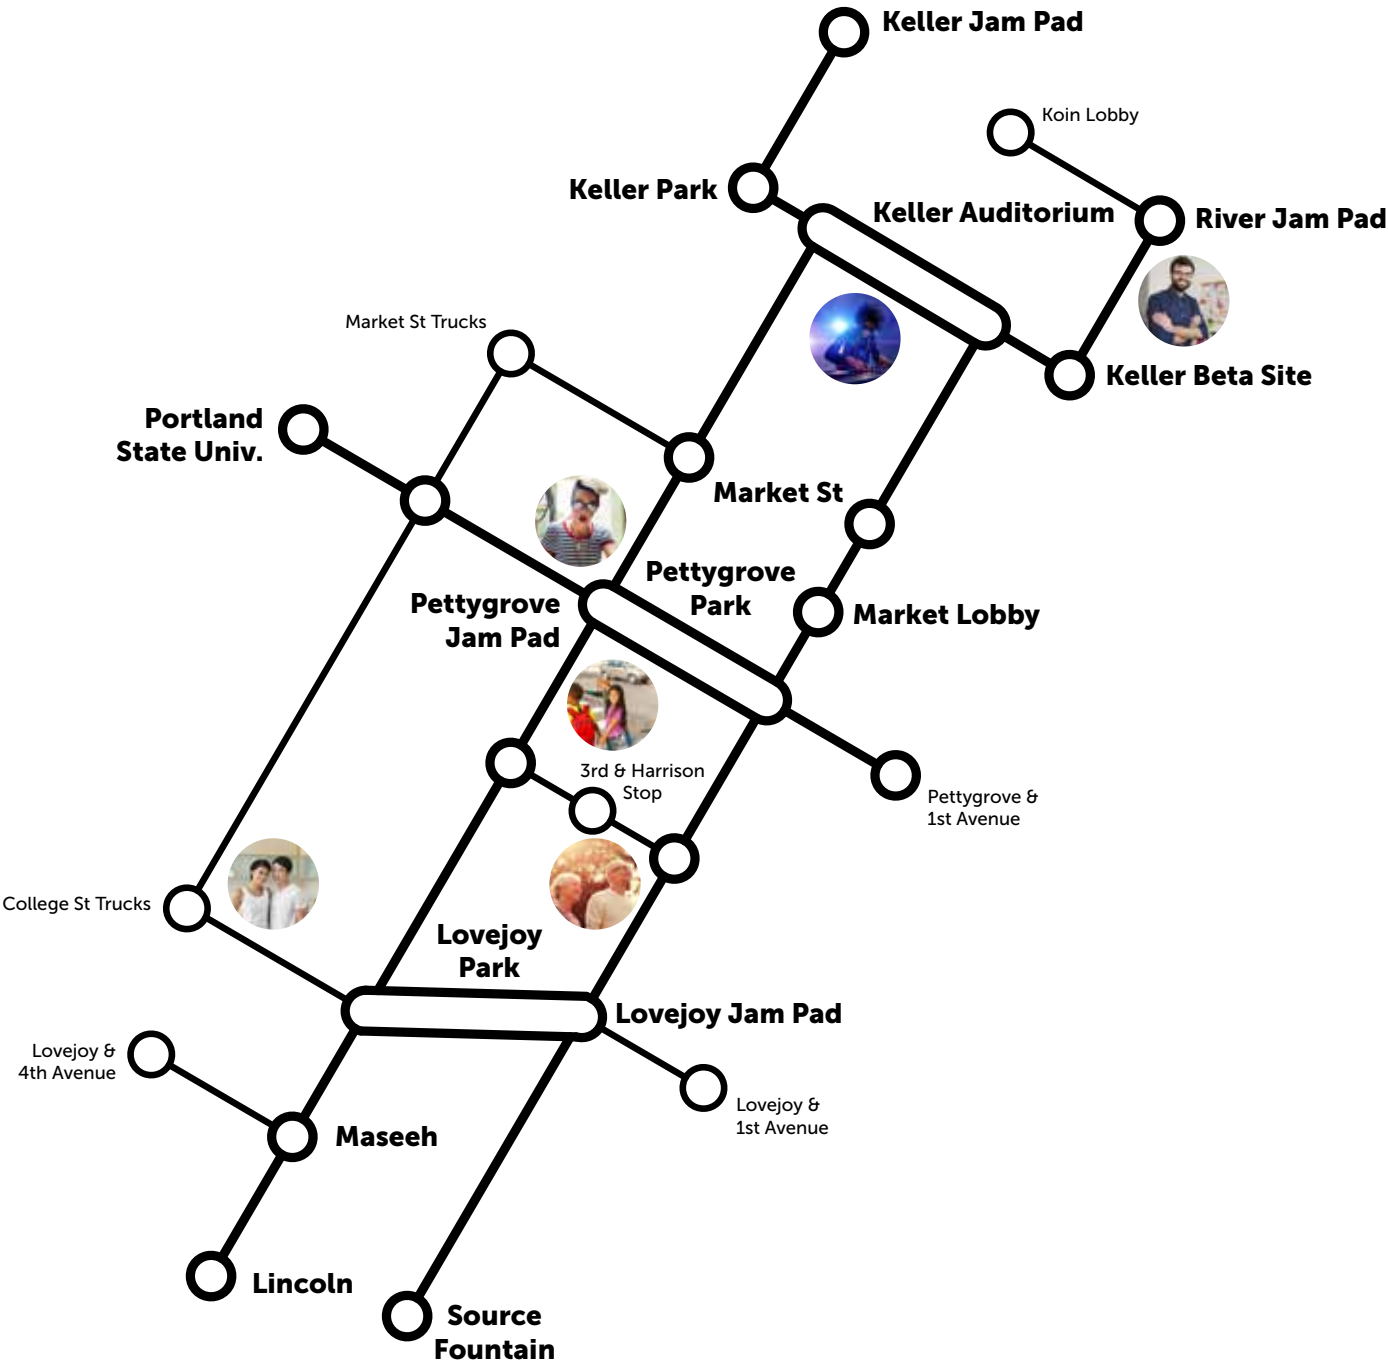 Keller Jam Pad
Koin Lobby
Keller Park
Keller Auditorium
River Jam Pad
Market St Trucks
Keller Beta Site
Portland
State Univ.
Market St
Pettygrove
Park
Pettygrove
Jam Pad
Market Lobby
3rd & Harrison
Stop
Pettygrove &
1st Avenue
College St Trucks
Lovejoy
Park
Lovejoy Jam Pad
Lovejoy &
4th Avenue
Lovejoy &
1st Avenue
Maseeh
Lincoln
Source
Fountain